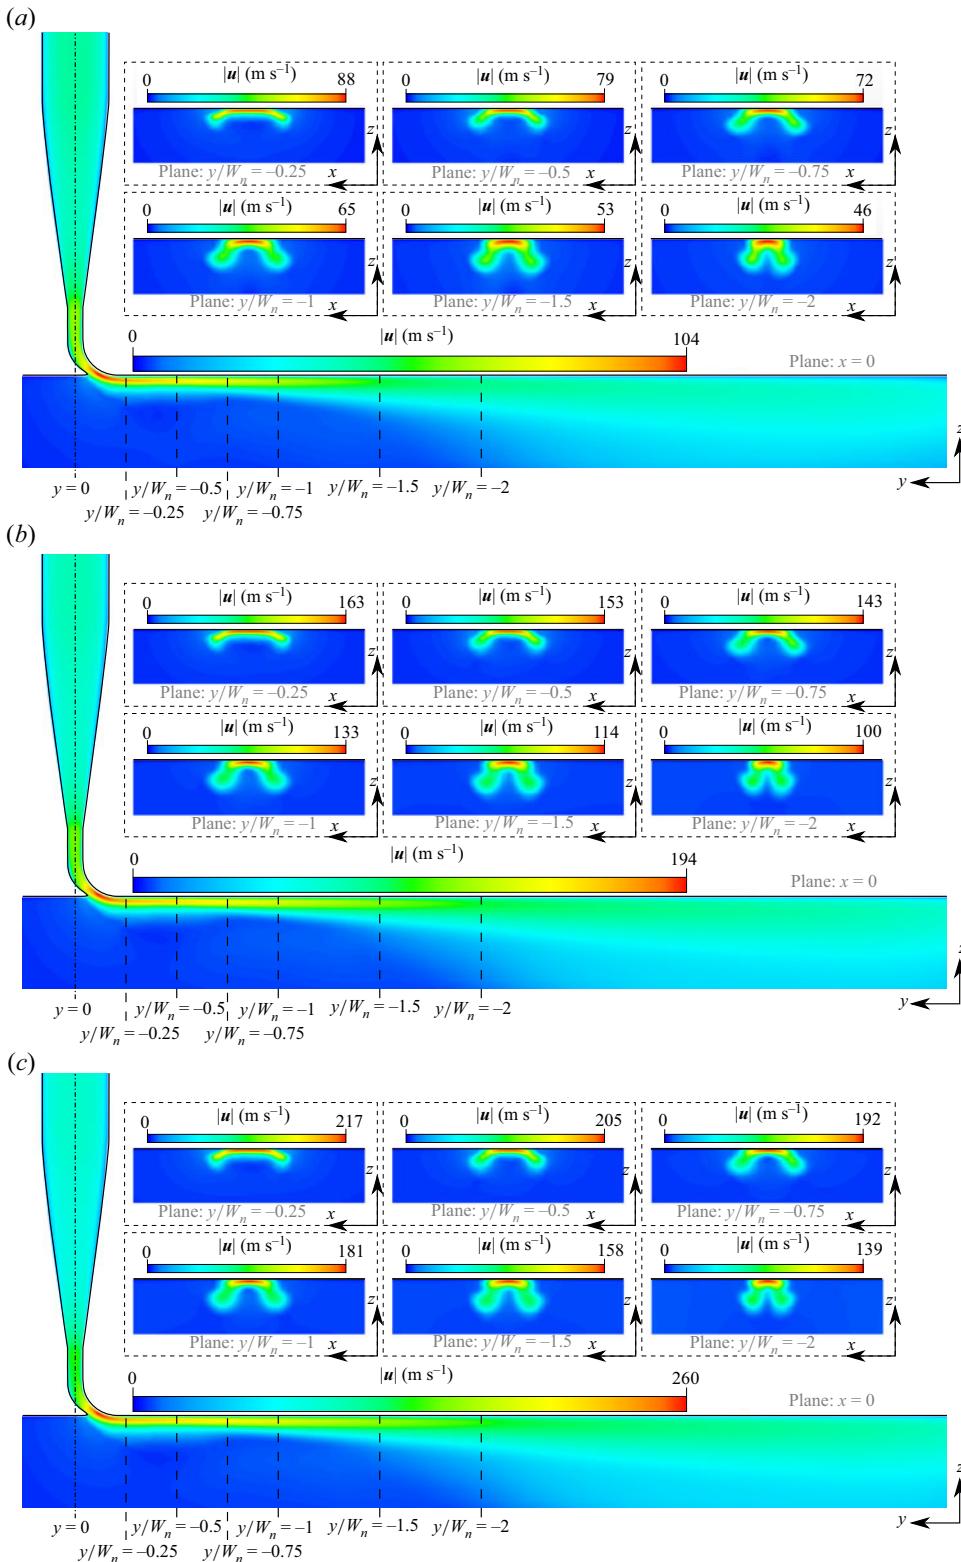 (a)
|u| (m s⁻¹) |u| (m s⁻¹) |u| (m s⁻¹)
0 88 0 79 0 72
z z z
Plane: y/Wₙ = –0.25 x Plane: y/Wₙ = –0.5 x Plane: y/Wₙ = –0.75 x
|u| (m s⁻¹) |u| (m s⁻¹) |u| (m s⁻¹)
0 65 0 53 0 46
z z z
Plane: y/Wₙ = –1 x Plane: y/Wₙ = –1.5 x Plane: y/Wₙ = –2 x
|u| (m s⁻¹)
0 104
Plane: x = 0
z
y
y = 0 y/Wₙ = –0.5 y/Wₙ = –1 y/Wₙ = –1.5 y/Wₙ = –2
y/Wₙ = –0.25 y/Wₙ = –0.75
(b)
|u| (m s⁻¹) |u| (m s⁻¹) |u| (m s⁻¹)
0 163 0 153 0 143
z z z
Plane: y/Wₙ = –0.25 x Plane: y/Wₙ = –0.5 x Plane: y/Wₙ = –0.75 x
|u| (m s⁻¹) |u| (m s⁻¹) |u| (m s⁻¹)
0 133 0 114 0 100
z z z
Plane: y/Wₙ = –1 x Plane: y/Wₙ = –1.5 x Plane: y/Wₙ = –2 x
|u| (m s⁻¹)
0 194
Plane: x = 0
z
y
y = 0 y/Wₙ = –0.5 y/Wₙ = –1 y/Wₙ = –1.5 y/Wₙ = –2
y/Wₙ = –0.25 y/Wₙ = –0.75
(c)
|u| (m s⁻¹) |u| (m s⁻¹) |u| (m s⁻¹)
0 217 0 205 0 192
z z z
Plane: y/Wₙ = –0.25 x Plane: y/Wₙ = –0.5 x Plane: y/Wₙ = –0.75 x
|u| (m s⁻¹) |u| (m s⁻¹) |u| (m s⁻¹)
0 181 0 158 0 139
z z z
Plane: y/Wₙ = –1 x Plane: y/Wₙ = –1.5 x Plane: y/Wₙ = –2 x
|u| (m s⁻¹)
0 260
Plane: x = 0
z
y
y = 0 y/Wₙ = –0.5 y/Wₙ = –1 y/Wₙ = –1.5 y/Wₙ = –2
y/Wₙ = –0.25 y/Wₙ = –0.75